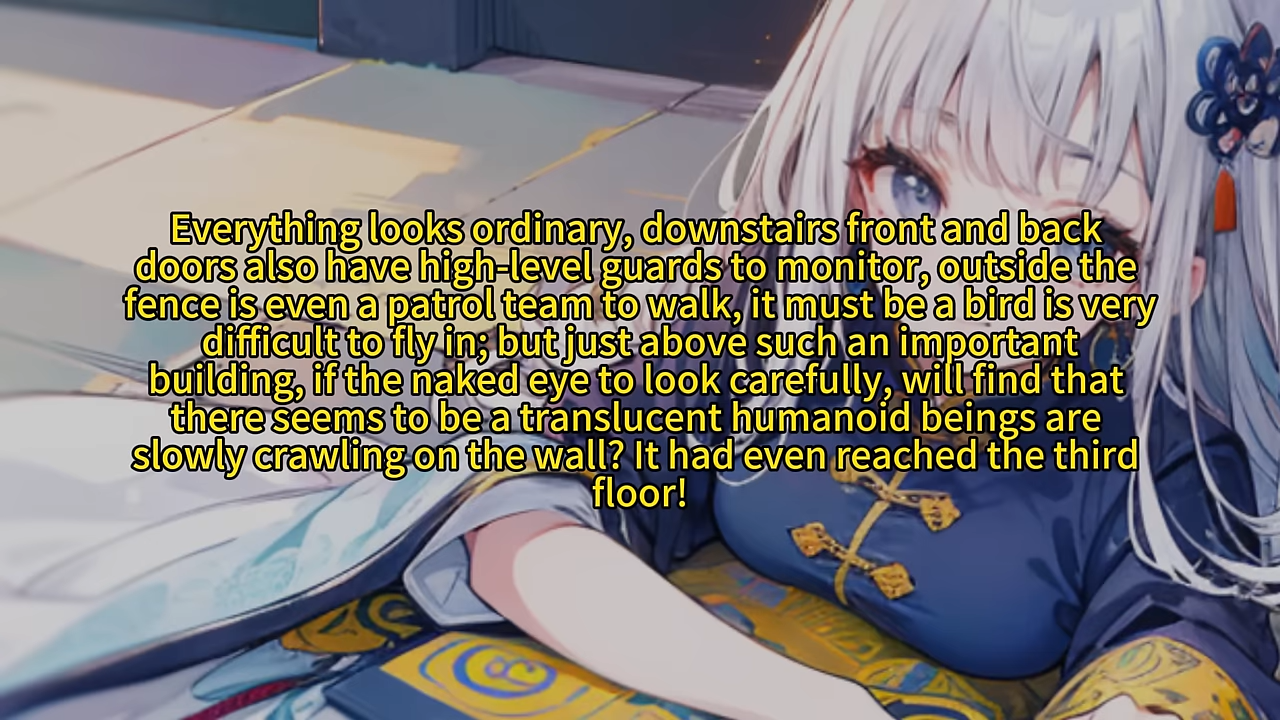 Everything looks ordinary, downstairs front and back
doors also have high-level guards to monitor, outside the
fence is even a patrol team to walk, it must be a bird is very
difficult to fly in; but just above such an important
building, if the naked eye to look carefully, will find that
there seems to be a translucent humanoid beings are
slowly crawling on the wall? It had even reached the third
floor!